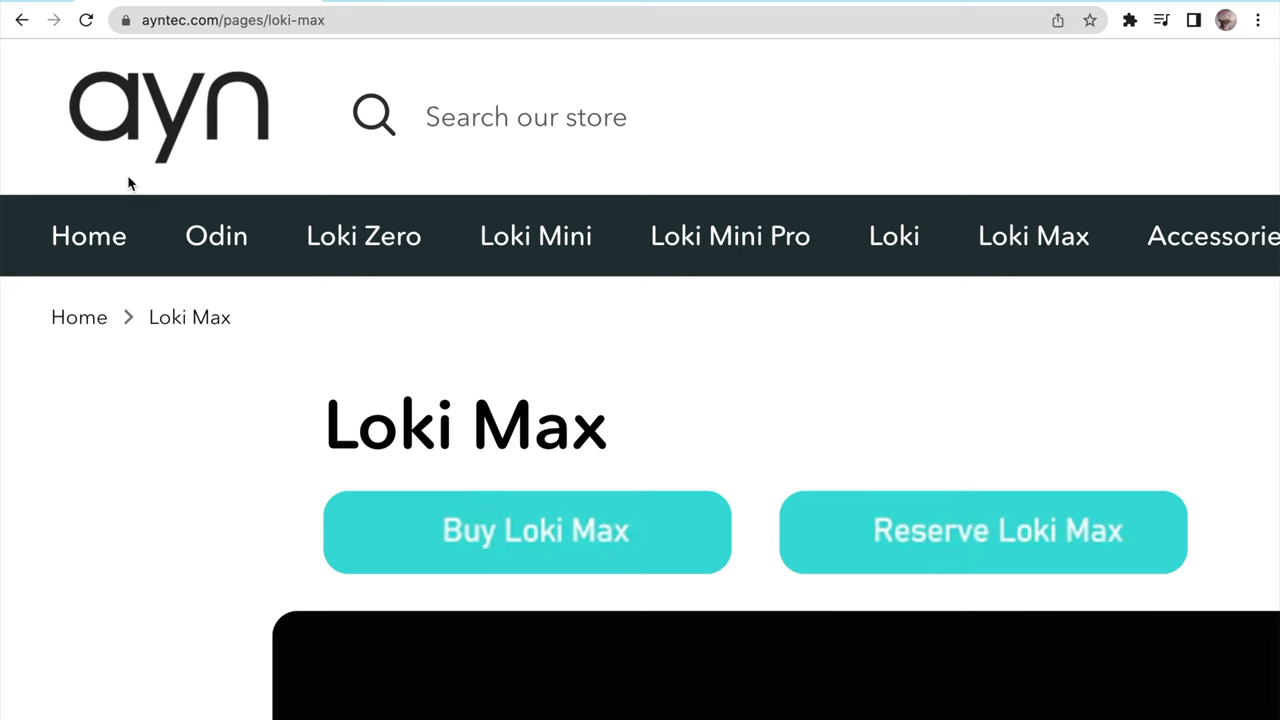 ayntec.com/pages/loki-max
ayn
Search our store
Home Odin Loki Zero Loki Mini Loki Mini Pro Loki Loki Max Accessorie
Home > Loki Max
Loki Max
Buy Loki Max Reserve Loki Max